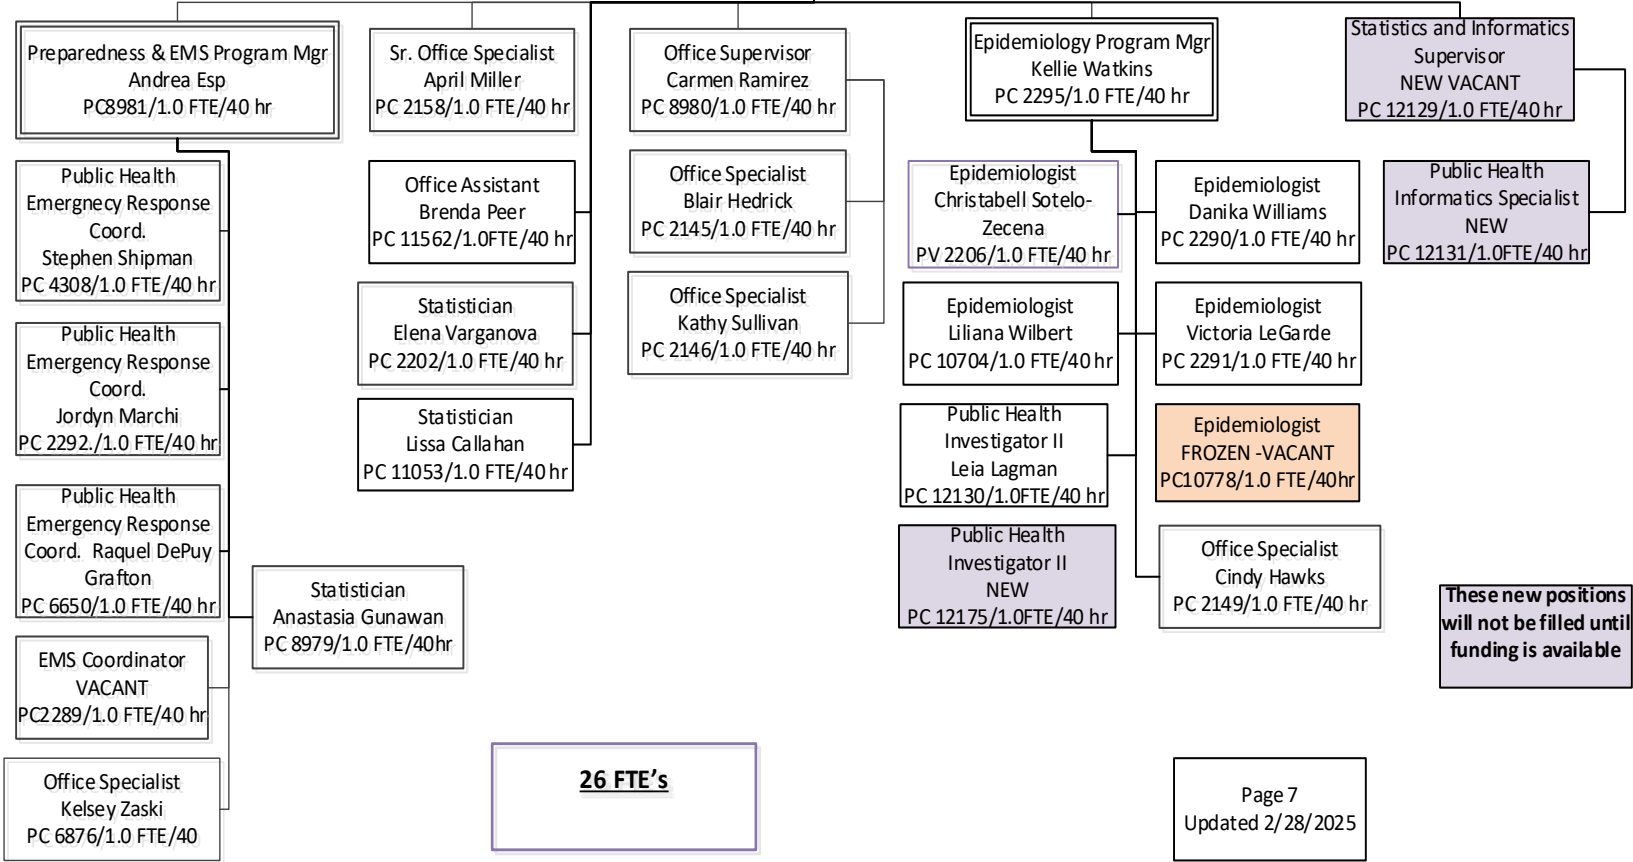 Preparedness & EMS Program Mgr
Andrea Esp
PC8981/1.0 FTE/40 hr
Sr. Office Specialist
April Miller
PC 2158/1.0 FTE/40 hr
Office Supervisor
Carmen Ramirez
PC 8980/1.0 FTE/40 hr
Epidemiology Program Mgr
Kellie Watkins
PC 2295/1.0 FTE/40 hr
Statistics and Informatics
Supervisor
NEW VACANT
PC 12129/1.0 FTE/40 hr
Public Health
Emergnecy Response
Coord.
Stephen Shipman
PC 4308/1.0 FTE/40 hr
Office Assistant
Brenda Peer
PC 11562/1.0FTE/40 hr
Office Specialist
Blair Hedrick
PC 2145/1.0 FTE/40 hr
Epidemiologist
Christabell Sotelo-
Zecena
PV 2206/1.0 FTE/40 hr
Epidemiologist
Danika Williams
PC 2290/1.0 FTE/40 hr
Public Health
Informatics Specialist
NEW
PC 12131/1.0FTE/40 hr
Public Health
Emergency Response
Coord.
Jordyn Marchi
PC 2292./1.0 FTE/40 hr
Statistician
Elena Varganova
PC 2202/1.0 FTE/40 hr
Office Specialist
Kathy Sullivan
PC 2146/1.0 FTE/40 hr
Epidemiologist
Liliana Wilbert
PC 10704/1.0 FTE/40 hr
Epidemiologist
Victoria LeGarde
PC 2291/1.0 FTE/40 hr
Statistician
Lissa Callahan
PC 11053/1.0 FTE/40 hr
Public Health
Investigator II
Leia Lagman
PC 12130/1.0FTE/40 hr
Epidemiologist
FROZEN -VACANT
PC10778/1.0 FTE/40hr
Public Health
Emergency Response
Coord. Raquel DePuy
Grafton
PC 6650/1.0 FTE/40 hr
Statistician
Anastasia Gunawan
PC 8979/1.0 FTE/40hr
Public Health
Investigator II
NEW
PC 12175/1.0FTE/40 hr
Office Specialist
Cindy Hawks
PC 2149/1.0 FTE/40 hr
These new positions
will not be filled until
funding is available
EMS Coordinator
VACANT
PC2289/1.0 FTE/40 hr
Office Specialist
Kelsey Zaski
PC 6876/1.0 FTE/40
26 FTE's
Page 7
Updated 2/28/2025